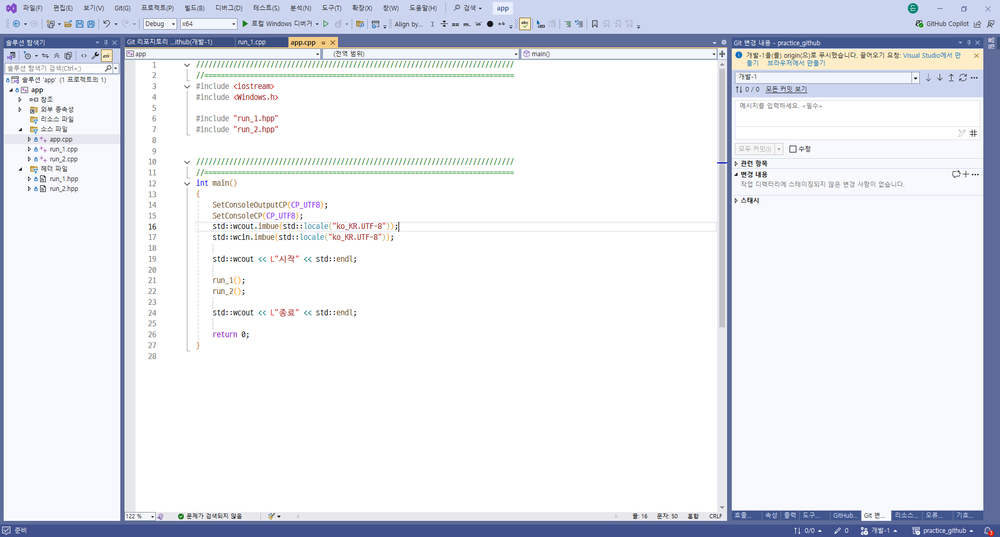 파일(F) 편집(E) 보기(V) Git(G) 프로젝트(P) 빌드(B) 디버그(D) 테스트(S) 분석(N) 도구(T) 확장(X) 창(W) 도움말(H) 검색 app
Debug x64 로컬 Windows 디버거 Align by... GitHub Copilot
솔루션 탐색기
솔루션 탐색기 검색(Ctrl+;)
솔루션 'app' (1 프로젝트의 1)
app
참조
외부 종속성
리소스 파일
소스 파일
app.cpp
run_1.cpp
run_2.cpp
헤더 파일
run_1.hpp
run_2.hpp
Git 리포지토리 ...ithub(개발-1) run_1.cpp app.cpp
app (전역 범위) main()
1 /////////////////////////////////////////////////////////////////////////////
2 //===========================================================================
3 #include <iostream>
4 #include <Windows.h>
5
6 #include "run_1.hpp"
7 #include "run_2.hpp"
8
9
10 /////////////////////////////////////////////////////////////////////////////
11 //===========================================================================
12 int main()
13 {
14 SetConsoleOutputCP(CP_UTF8);
15 SetConsoleCP(CP_UTF8);
16 std::wcout.imbue(std::locale("ko_KR.UTF-8"));
17 std::wcin.imbue(std::locale("ko_KR.UTF-8"));
18
19 std::wcout << L"시작" << std::endl;
20
21 run_1();
22 run_2();
23
24 std::wcout << L"종료" << std::endl;
25
26 return 0;
27 }
28
122 % 문제가 검색되지 않음 줄: 16 문자: 50 혼합 CRLF
Git 변경 내용 - practice_github
개발-1을(를) origin(으)로 푸시했습니다. 끌어오기 요청: Visual Studio에서 만
들기 브라우저에서 만들기
개발-1
0 / 0 모든 커밋 보기
메시지를 입력하세요. <필수>
모두 커밋(I) 수정
관련 항목
변경 내용
작업 디렉터리에 스테이징되지 않은 변경 사항이 없습니다.
스태시
호출... 속성 출력 도구... GitHub... Git 변... 리소스... 오류... 기호...
알림
준비 0/0 0 개발-1 practice_github 3